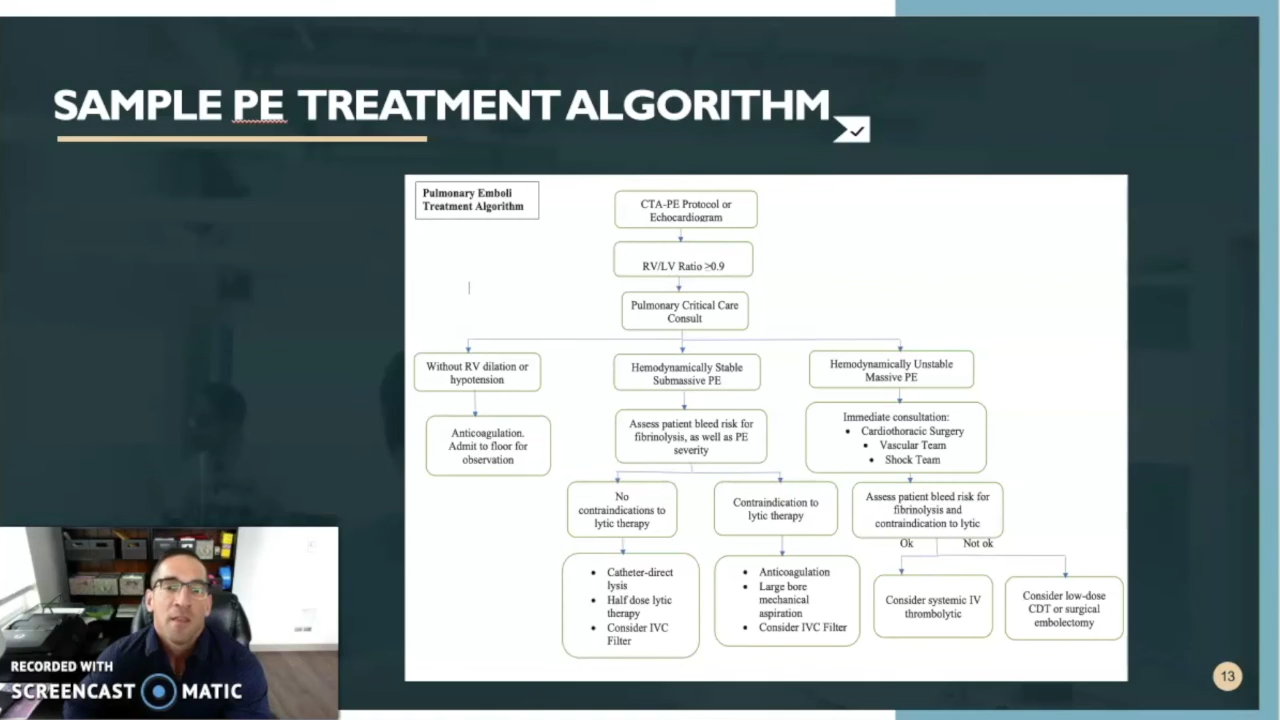 SAMPLE PE TREATMENT ALGORITHM
Pulmonary Emboli
Treatment Algorithm
CTA-PE Protocol or
Echocardiogram
RV/LV Ratio >0.9
Pulmonary Critical Care
Consult
Without RV dilation or
hypotension
Anticoagulation.
Admit to floor for
observation
Hemodynamically Stable
Submassive PE
Assess patient bleed risk for
fibrinolysis, as well as PE
severity
No
contraindications to
lytic therapy
• Catheter-direct
lysis
• Half dose lytic
therapy
• Consider IVC
Filter
Contraindication to
lytic therapy
• Anticoagulation
• Large bore
mechanical
aspiration
• Consider IVC Filter
Hemodynamically Unstable
Massive PE
Immediate consultation:
• Cardiothoracic Surgery
• Vascular Team
• Shock Team
Assess patient bleed risk for
fibrinolysis and
contraindication to lytic
Ok
Not ok
Consider systemic IV
thrombolytic
Consider low-dose
CDT or surgical
embolectomy
RECORDED WITH
SCREENCAST MATIC
13